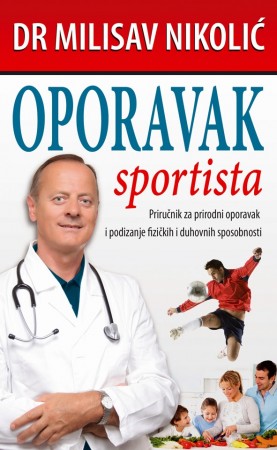 DR MILISAV NIKOLIĆ
OPORAVAK
sportista
Priručnik za prirodni oporavak
i podizanje fizičkih i duhovnih sposobnosti